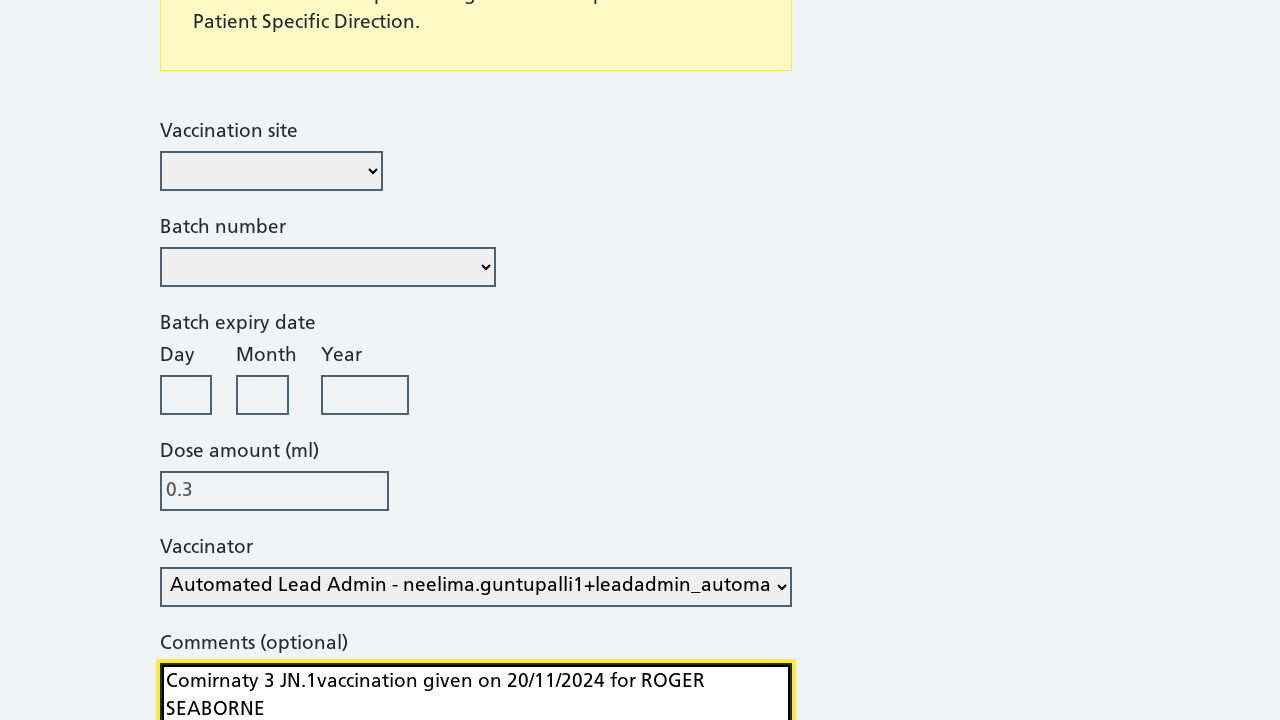 Patient Specific Direction.
Vaccination site
Batch number
Batch expiry date
Day Month Year
Dose amount (ml)
0.3
Vaccinator
Automated Lead Admin - neelima.guntupalli1+leadadmin_automa
Comments (optional)
Comirnaty 3 JN.1vaccination given on 20/11/2024 for ROGER
SEABORNE